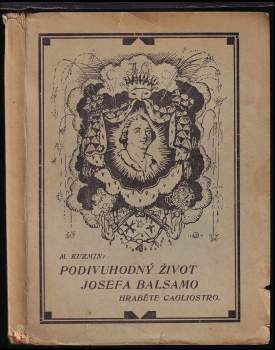 M. KUZMIN:
PODIVUHODNÝ ŽIVOT
JOSEFA BALSAMO
HRABĚTE CAGLIOSTRO.